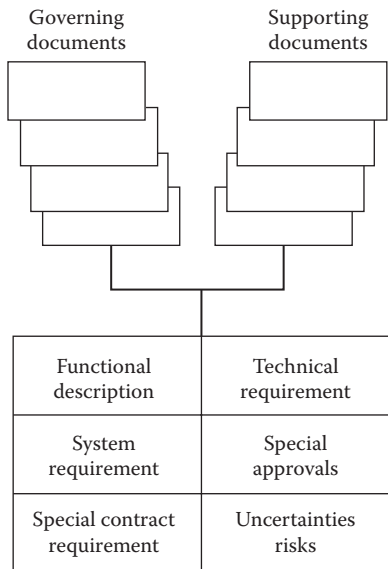 Governing
documents
Supporting
documents
Functional
description
Technical
requirement
System
requirement
Special
approvals
Special contract
requirement
Uncertainties
risks